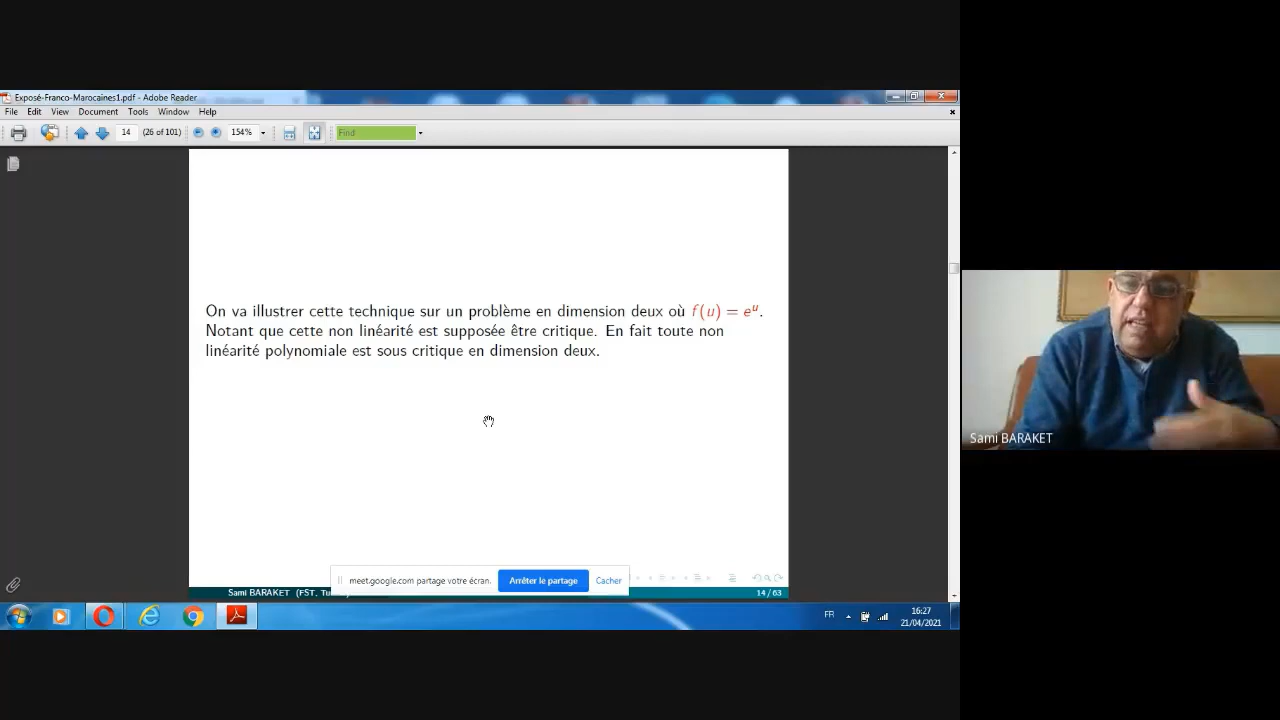 Exposé-Franco-Marocaines1.pdf - Adobe Reader
File Edit View Document Tools Window Help
14 (26 of 101) 154% Find
On va illustrer cette technique sur un problème en dimension deux où f(u) = e^u.
Notant que cette non linéarité est supposée être critique. En fait toute non
linéarité polynomiale est sous critique en dimension deux.
Sami BARAKET
meet.google.com partage votre écran. Arrêter le partage Cacher
Sami BARAKET (FST, 14 / 63
FR 16:27
21/04/2021